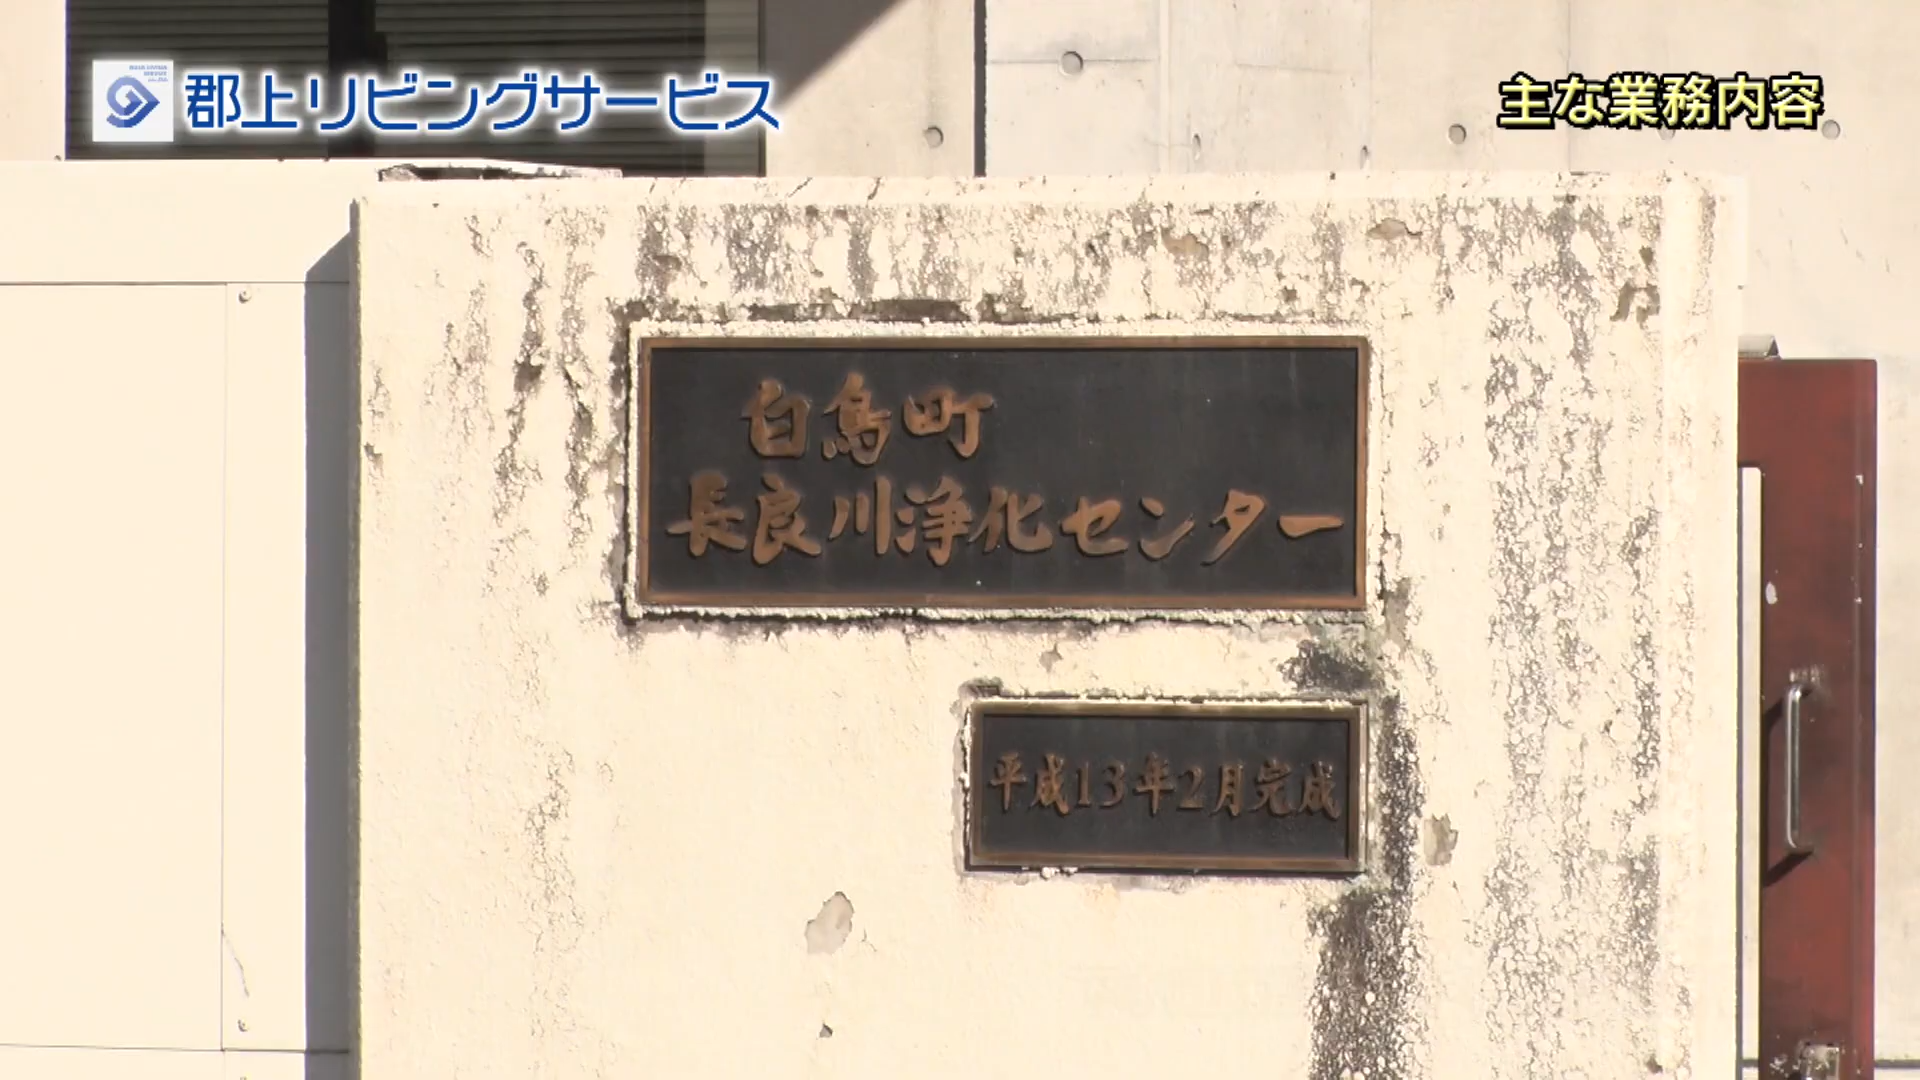 郡上リビングサービス
主な業務内容
白鳥町
長良川浄化センター
平成13年2月完成